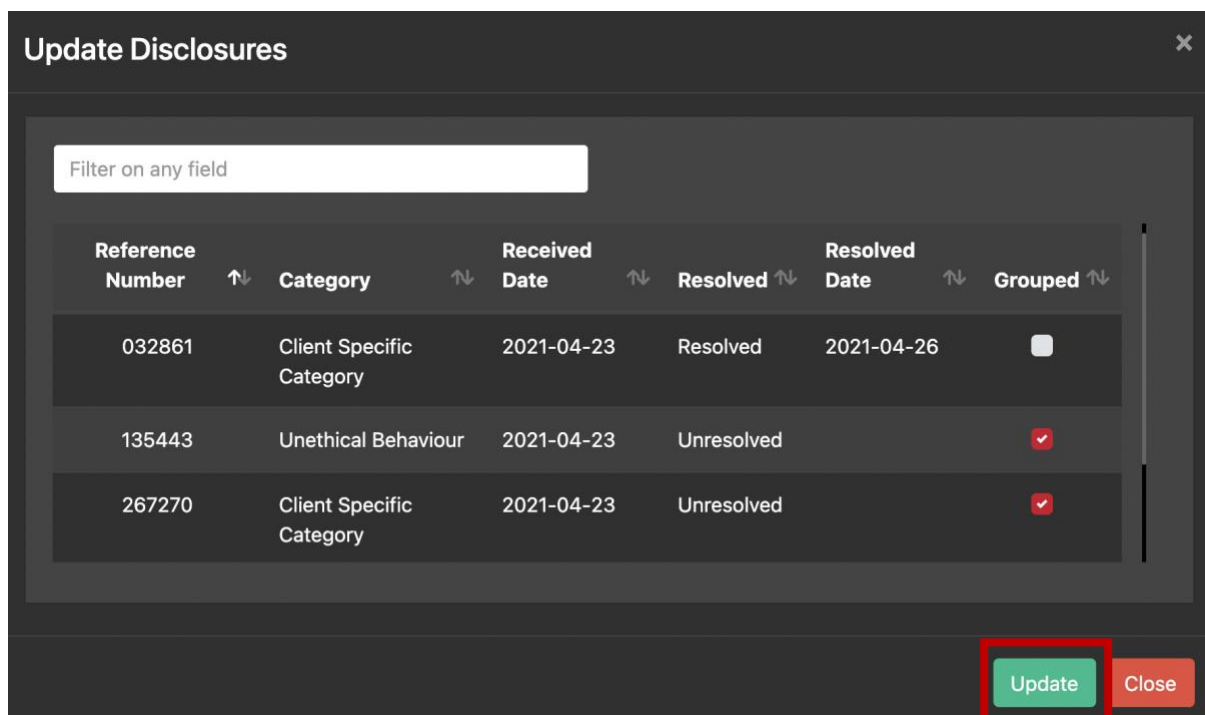 Update Disclosures
Filter on any field
Reference Number Category Received Date Resolved Resolved Date Grouped
032861 Client Specific Category 2021-04-23 Resolved 2021-04-26
135443 Unethical Behaviour 2021-04-23 Unresolved
267270 Client Specific Category 2021-04-23 Unresolved
Update Close